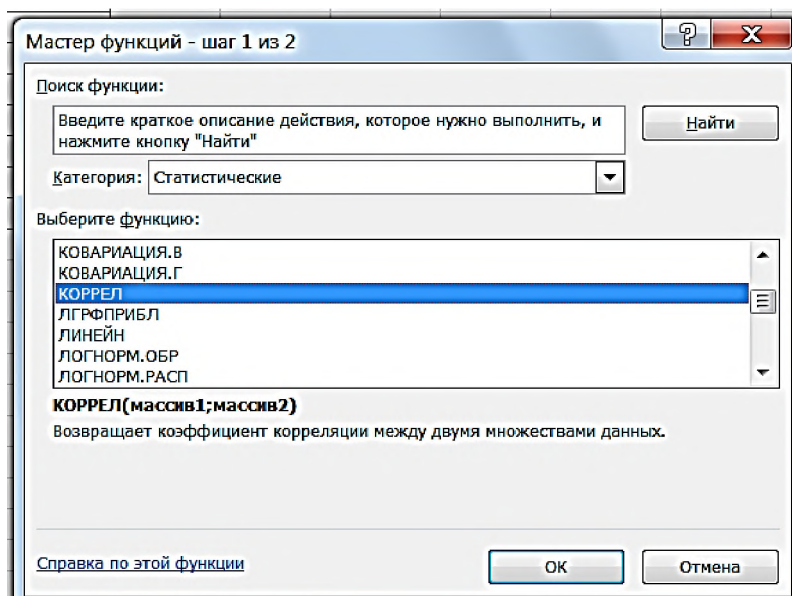 Мастер функций - шаг 1 из 2
Поиск функции:
Введите краткое описание действия, которое нужно выполнить, и
нажмите кнопку "Найти"
Найти
Категория: Статистические
Выберите функцию:
КОВАРИАЦИЯ.В
КОВАРИАЦИЯ.Г
КОРРЕЛ
ЛГРФПРИБЛ
ЛИНЕЙН
ЛОГНОРМ.ОБР
ЛОГНОРМ.РАСП
КОРРЕЛ(массив1;массив2)
Возвращает коэффициент корреляции между двумя множествами данных.
Справка по этой функции
ОК
Отмена